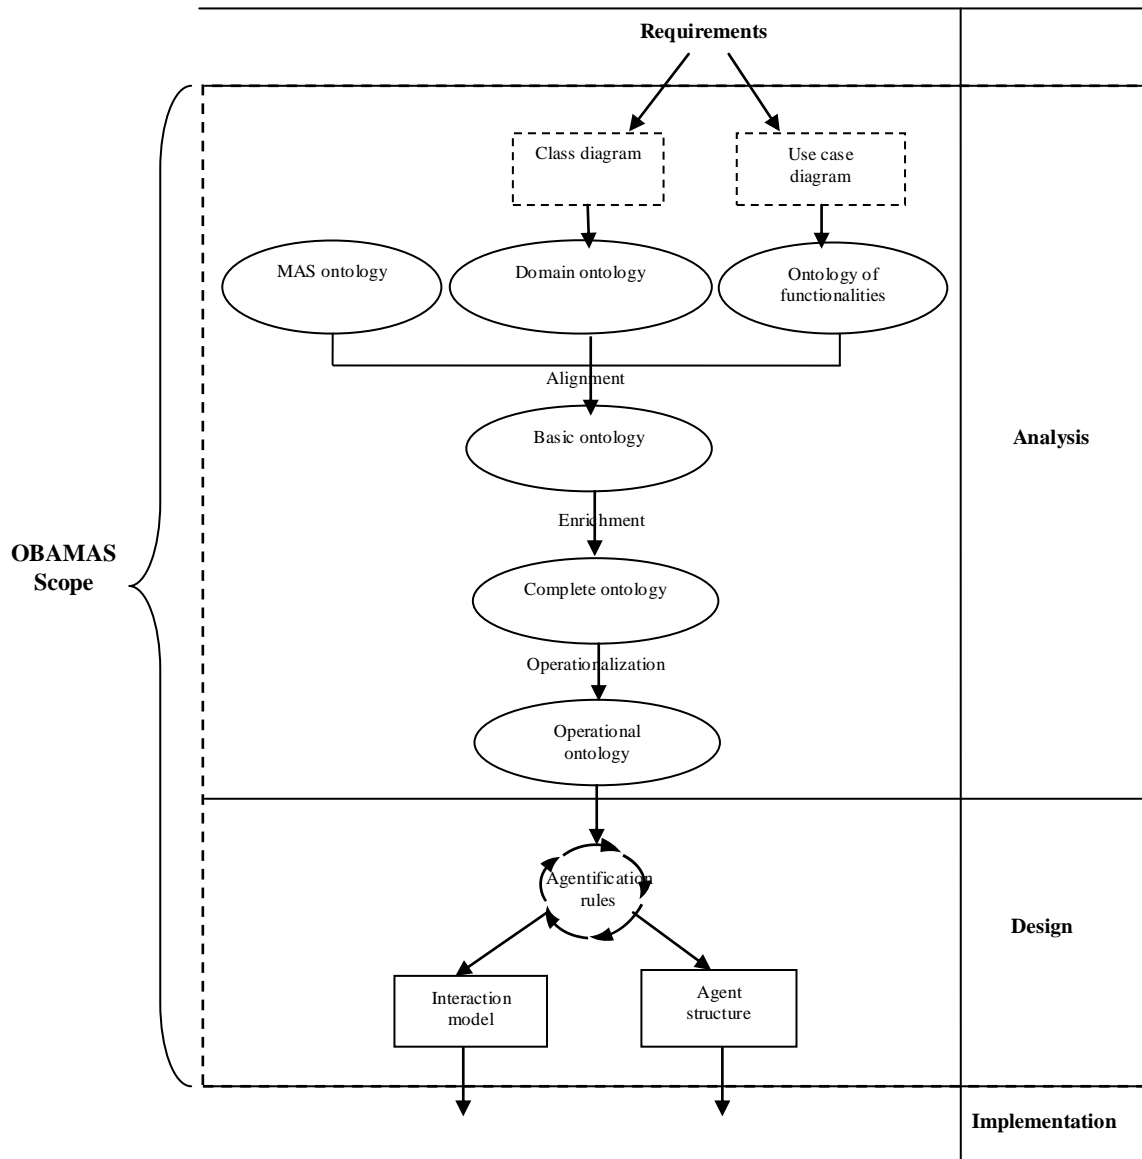 Requirements
Class diagram
Use case
diagram
MAS ontology
Domain ontology
Ontology of
functionalities
Alignment
Basic ontology
Analysis
Enrichment
OBAMAS
Scope
Complete ontology
Operationalization
Operational
ontology
Agentification
rules
Design
Interaction
model
Agent
structure
Implementation